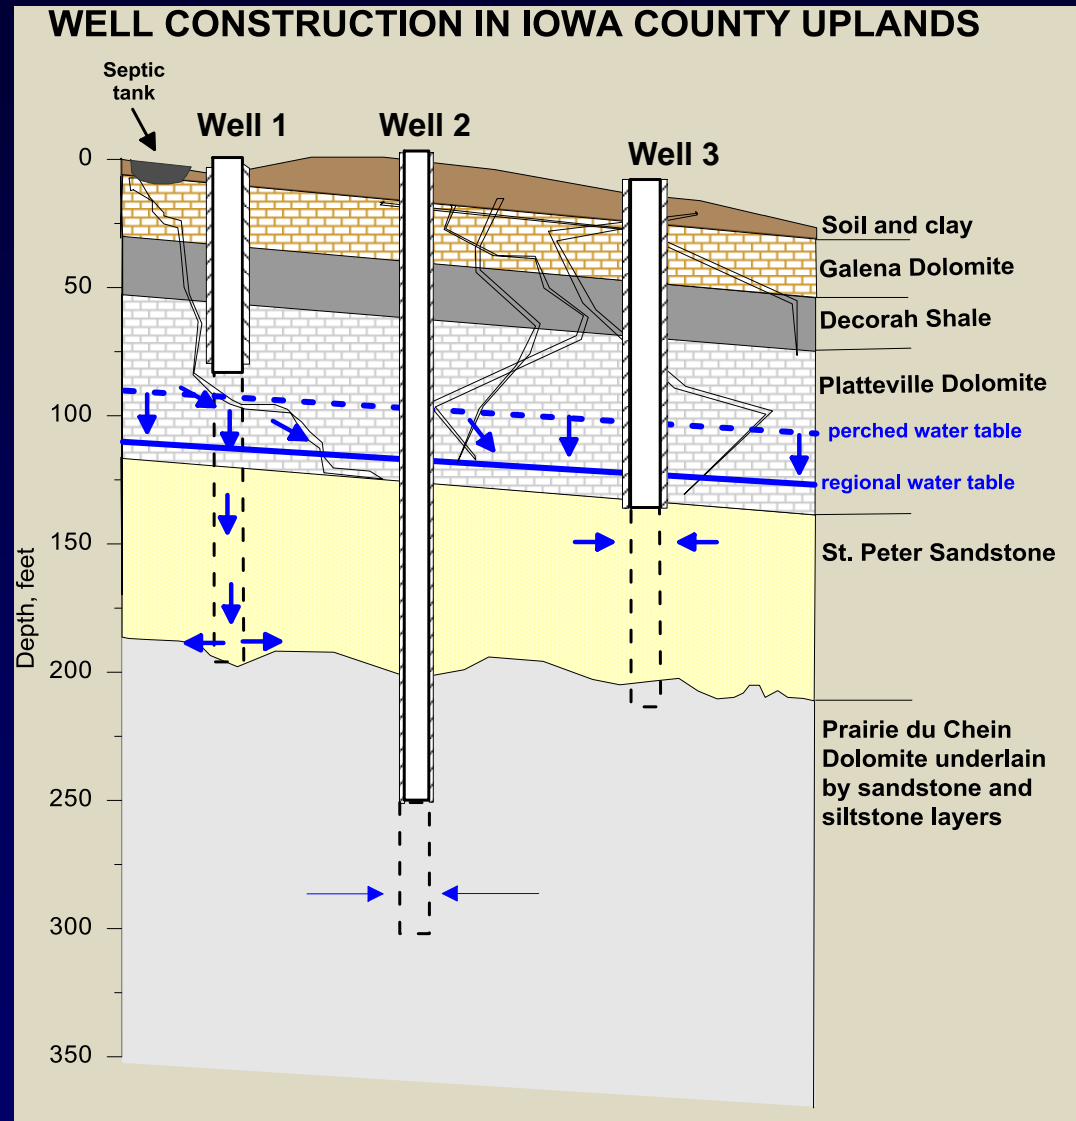 WELL CONSTRUCTION IN IOWA COUNTY UPLANDS
Septic
tank
Well 1
Well 2
Well 3
0
50
100
150
200
250
300
350
Depth, feet
Soil and clay
Galena Dolomite
Decorah Shale
Platteville Dolomite
perched water table
regional water table
St. Peter Sandstone
Prairie du Chein
Dolomite underlain
by sandstone and
siltstone layers